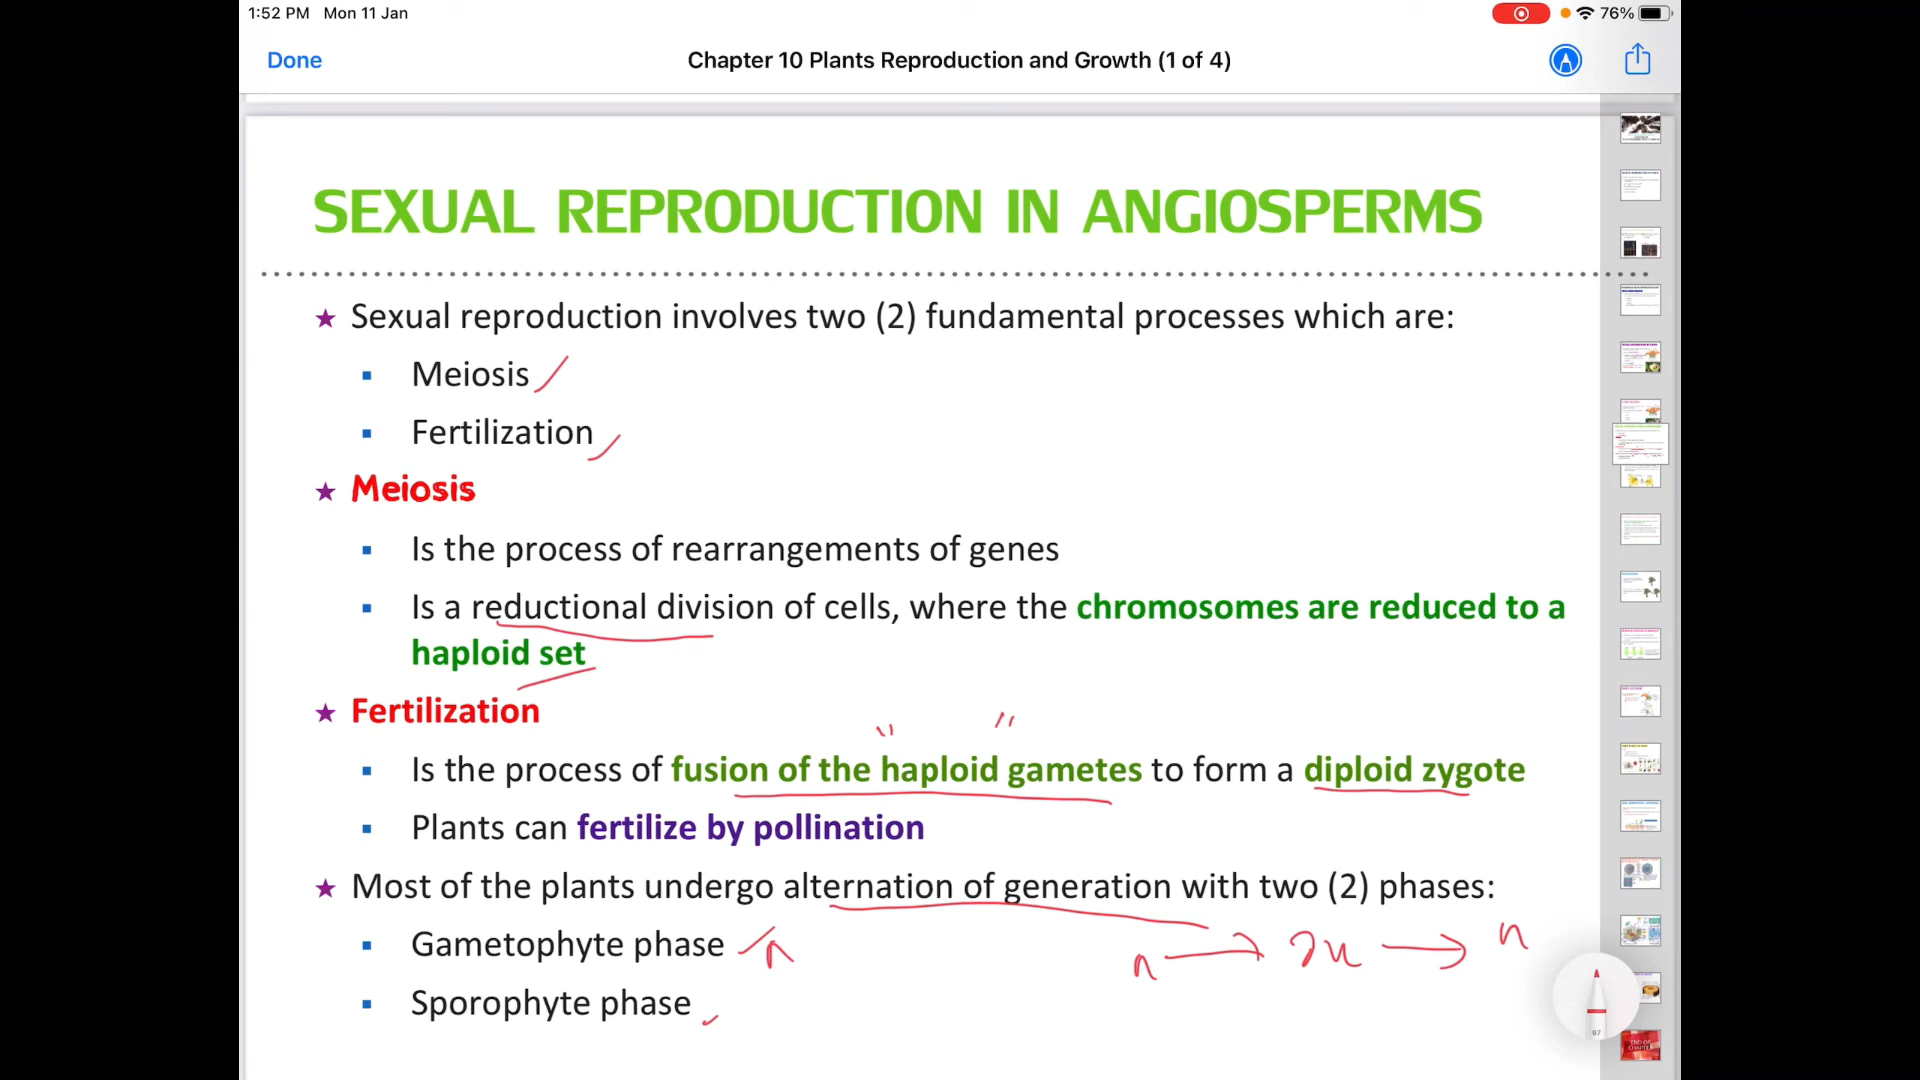 1:52 PM Mon 11 Jan 76%
Done Chapter 10 Plants Reproduction and Growth (1 of 4)
SEXUAL REPRODUCTION IN ANGIOSPERMS
★ Sexual reproduction involves two (2) fundamental processes which are:
▪ Meiosis
▪ Fertilization
★ Meiosis
▪ Is the process of rearrangements of genes
▪ Is a reductional division of cells, where the chromosomes are reduced to a
haploid set
★ Fertilization
▪ Is the process of fusion of the haploid gametes to form a diploid zygote
▪ Plants can fertilize by pollination
★ Most of the plants undergo alternation of generation with two (2) phases:
▪ Gametophyte phase n
n → 2n → n
▪ Sporophyte phase
97
END OF
CHAPTER